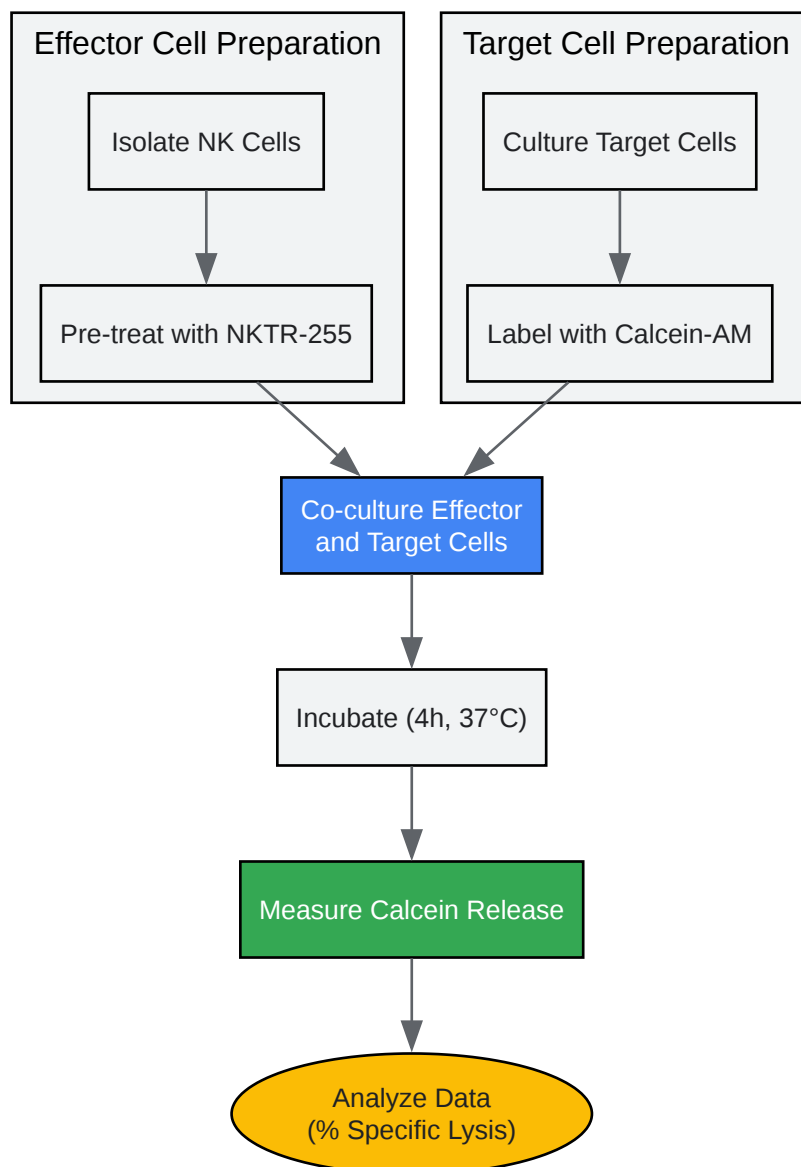 Effector Cell Preparation
Isolate NK Cells
Pre-treat with NKTR-255
Target Cell Preparation
Culture Target Cells
Label with Calcein-AM
Co-culture Effector
and Target Cells
Incubate (4h, 37°C)
Measure Calcein Release
Analyze Data
(% Specific Lysis)